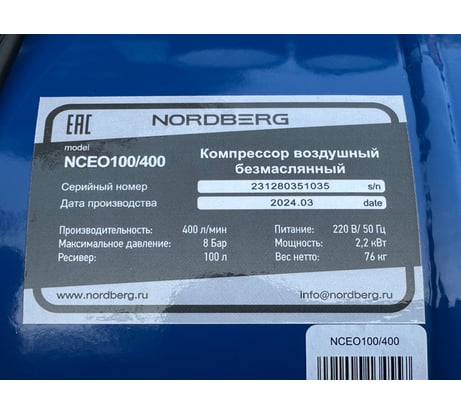 EAC NORDBERG
model
NCEO100/400
Компрессор воздушный
безмаслянный
Серийный номер 231280351035 s/n
Дата производства 2024.03 date
Производительность: 400 л/мин
Максимальное давление: 8 Бар
Ресивер: 100 л
Питание: 220 В/ 50 Гц
Мощность: 2,2 кВт
Вес нетто: 76 кг
www.nordberg.ru info@nordberg.ru
NCEO100/400